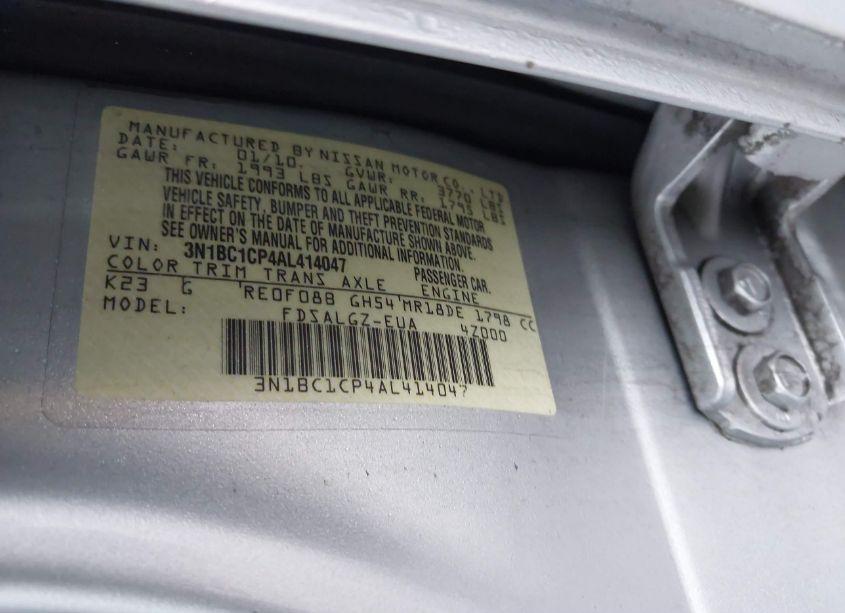 MANUFACTURED BY NISSAN MOTOR CO., LTD
DATE: 01/10 GVWR: 3770 LBS
GAWR FR: 1993 LBS GAWR RR: 1795 LBS
THIS VEHICLE CONFORMS TO ALL APPLICABLE FEDERAL MOTOR
VEHICLE SAFETY, BUMPER AND THEFT PREVENTION STANDARDS
IN EFFECT ON THE DATE OF MANUFACTURE SHOWN ABOVE.
SEE OWNER'S MANUAL FOR ADDITIONAL INFORMATION.
VIN: 3N1BC1CP4AL414047 PASSENGER CAR.
COLOR TRIM TRANS AXLE ENGINE
K23 G RE0F08B GH54 MR18DE 1798 CC
MODEL: FDSALGZ-EUA 4Z000
3N1BC1CP4AL414047